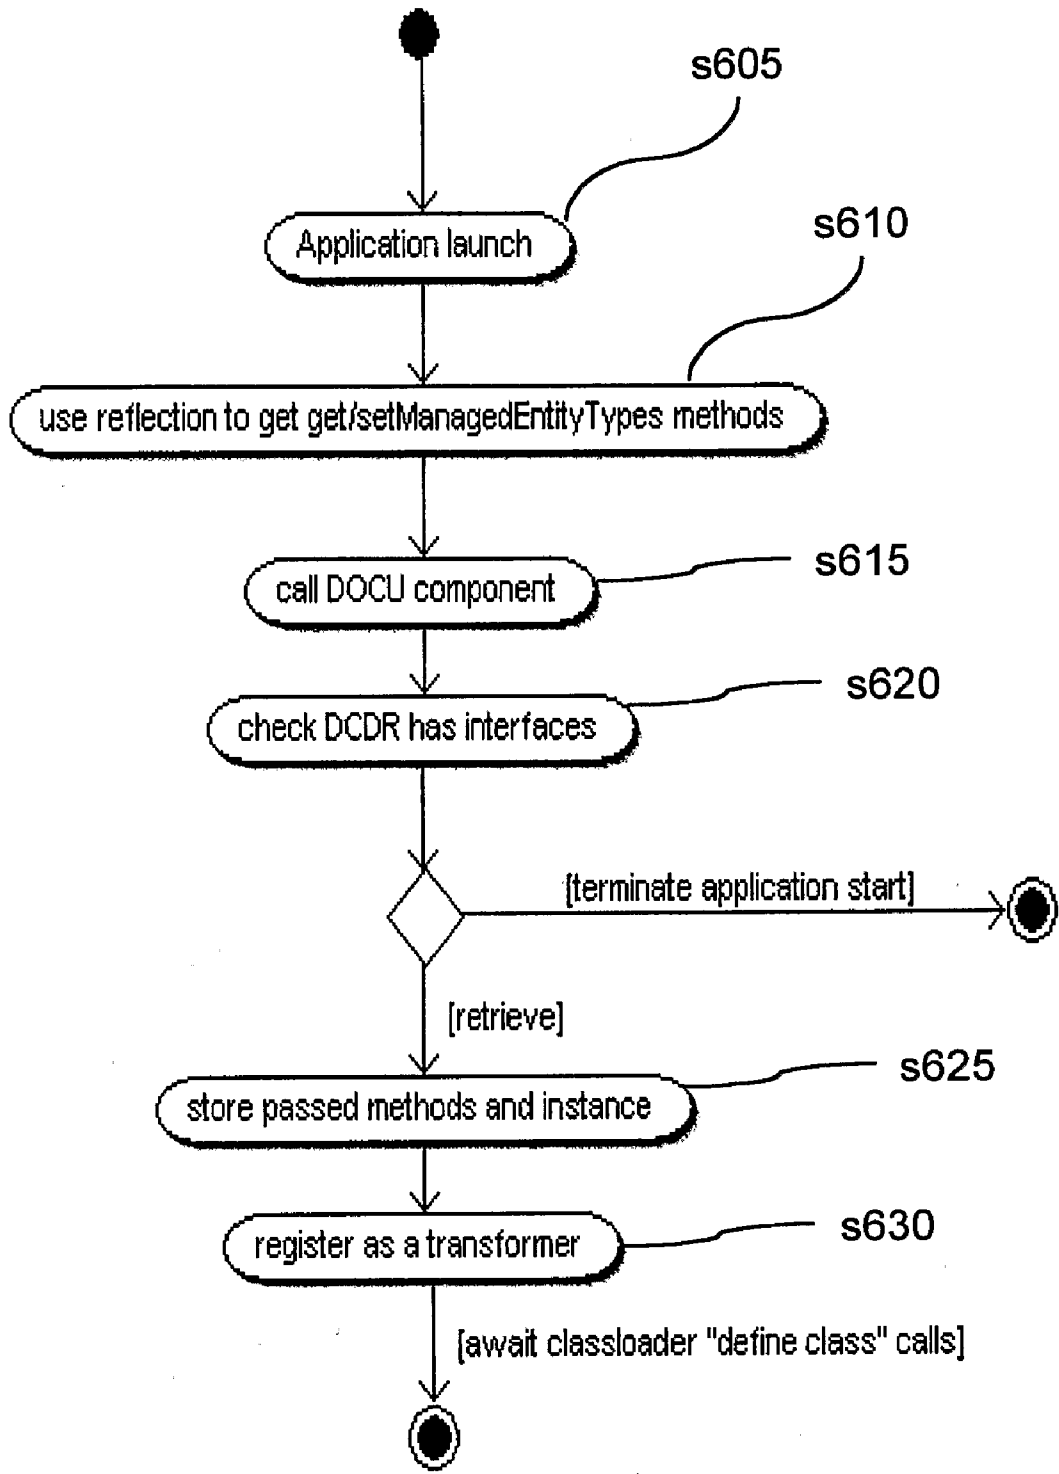 s605
Application launch
s610
use reflection to get get/setManagedEntityTypes methods
call DOCU component
s615
check DCDR has interfaces
s620
[terminate application start]
[retrieve]
store passed methods and instance
s625
register as a transformer
s630
[await classloader "define class" calls]